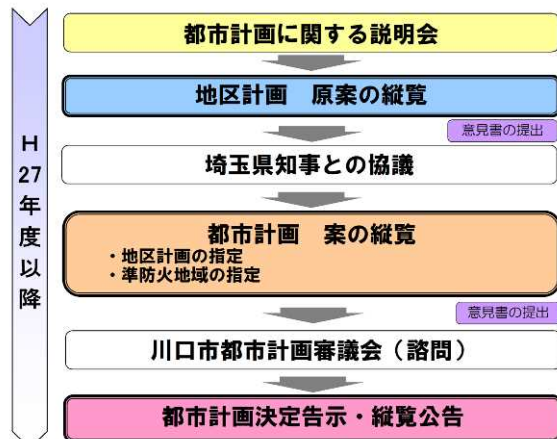 H27年度以降
都市計画に関する説明会
地区計画 原案の縦覧
意見書の提出
埼玉県知事との協議
都市計画 案の縦覧
・地区計画の指定
・準防火地域の指定
意見書の提出
川口市都市計画審議会（諮問）
都市計画決定告示・縦覧公告